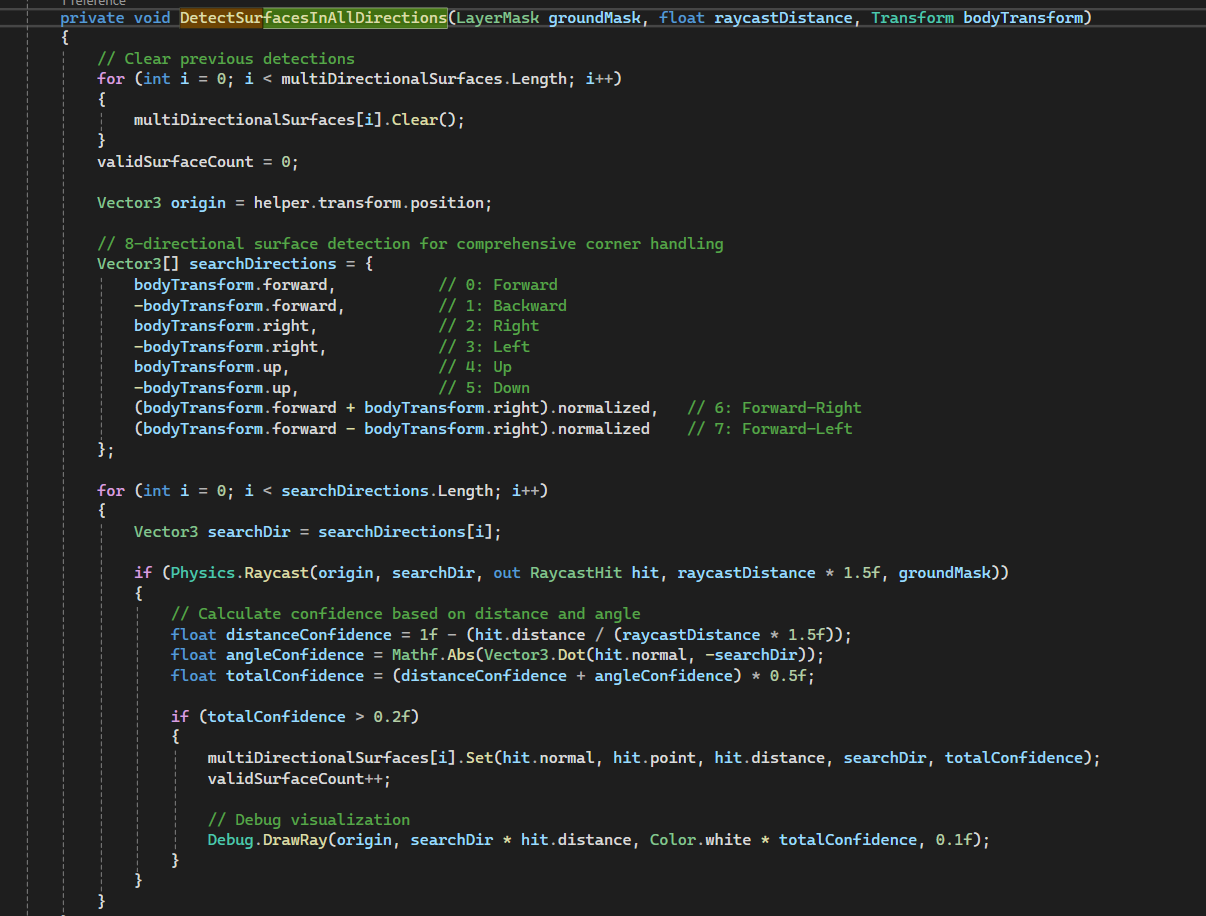 1 reference
private void DetectSurfacesInAllDirections(LayerMask groundMask, float raycastDistance, Transform bodyTransform)
{
    // Clear previous detections
    for (int i = 0; i < multiDirectionalSurfaces.Length; i++)
    {
        multiDirectionalSurfaces[i].Clear();
    }
    validSurfaceCount = 0;

    Vector3 origin = helper.transform.position;

    // 8-directional surface detection for comprehensive corner handling
    Vector3[] searchDirections = {
        bodyTransform.forward,           // 0: Forward
        -bodyTransform.forward,          // 1: Backward
        bodyTransform.right,             // 2: Right
        -bodyTransform.right,            // 3: Left
        bodyTransform.up,                // 4: Up
        -bodyTransform.up,               // 5: Down
        (bodyTransform.forward + bodyTransform.right).normalized,   // 6: Forward-Right
        (bodyTransform.forward - bodyTransform.right).normalized    // 7: Forward-Left
    };

    for (int i = 0; i < searchDirections.Length; i++)
    {
        Vector3 searchDir = searchDirections[i];

        if (Physics.Raycast(origin, searchDir, out RaycastHit hit, raycastDistance * 1.5f, groundMask))
        {
            // Calculate confidence based on distance and angle
            float distanceConfidence = 1f - (hit.distance / (raycastDistance * 1.5f));
            float angleConfidence = Mathf.Abs(Vector3.Dot(hit.normal, -searchDir));
            float totalConfidence = (distanceConfidence + angleConfidence) * 0.5f;

            if (totalConfidence > 0.2f)
            {
                multiDirectionalSurfaces[i].Set(hit.normal, hit.point, hit.distance, searchDir, totalConfidence);
                validSurfaceCount++;

                // Debug visualization
                Debug.DrawRay(origin, searchDir * hit.distance, Color.white * totalConfidence, 0.1f);
            }
        }
    }